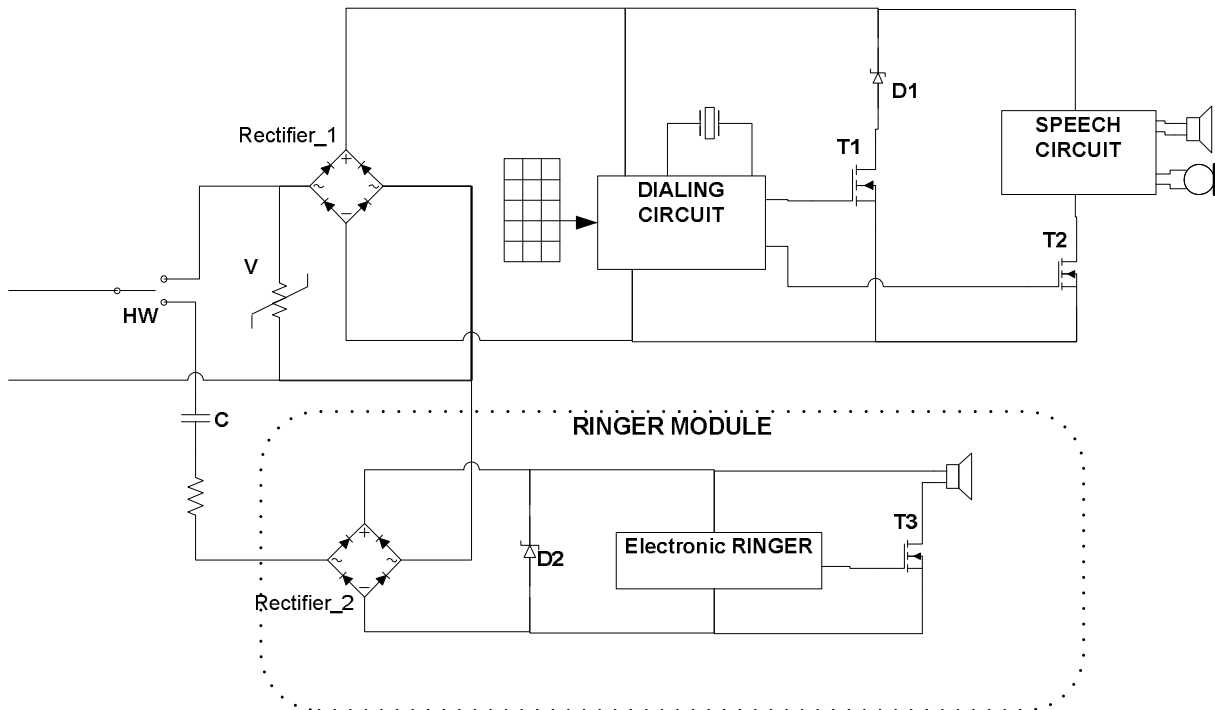 Rectifier_1
D1
SPEECH
CIRCUIT
T1
DIALING
CIRCUIT
T2
V
HW
C
RINGER MODULE
T3
Electronic RINGER
D2
Rectifier_2